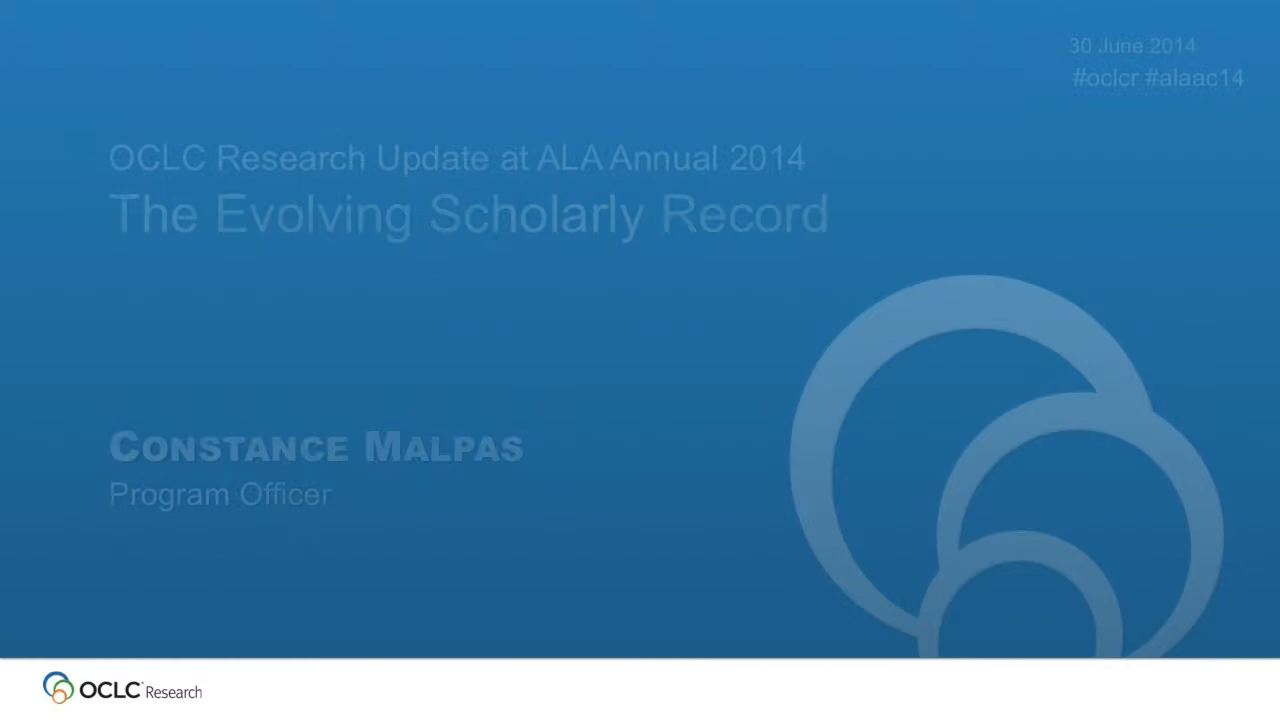 30 June 2014
#oclcr #alaac14
OCLC Research Update at ALA Annual 2014
The Evolving Scholarly Record
CONSTANCE MALPAS
Program Officer
OCLC Research